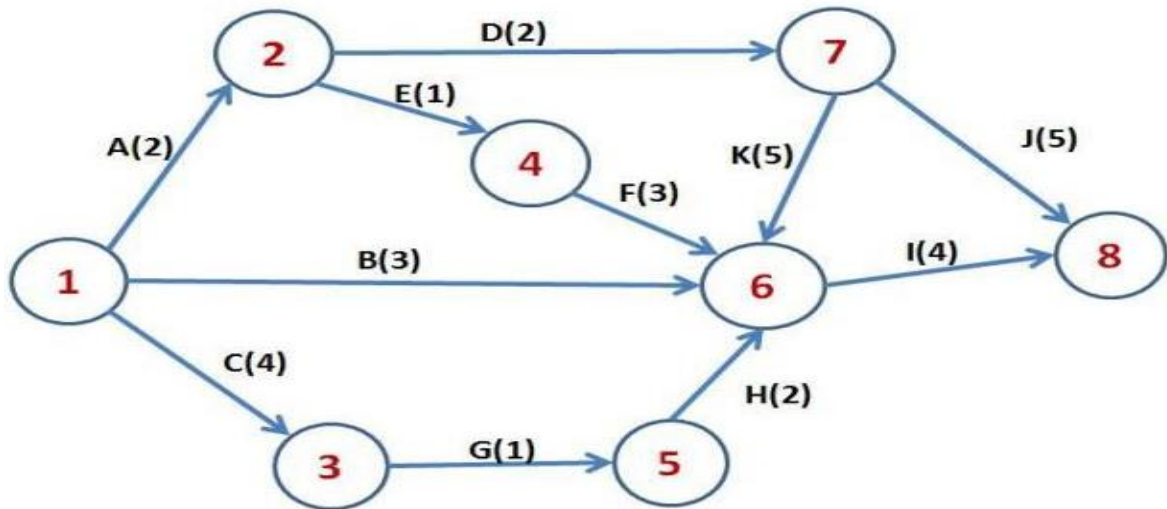 D(2)
2
7
E(1)
A(2)
4
K(5)
J(5)
F(3)
B(3)
1
6
I(4)
8
C(4)
H(2)
3
G(1)
5